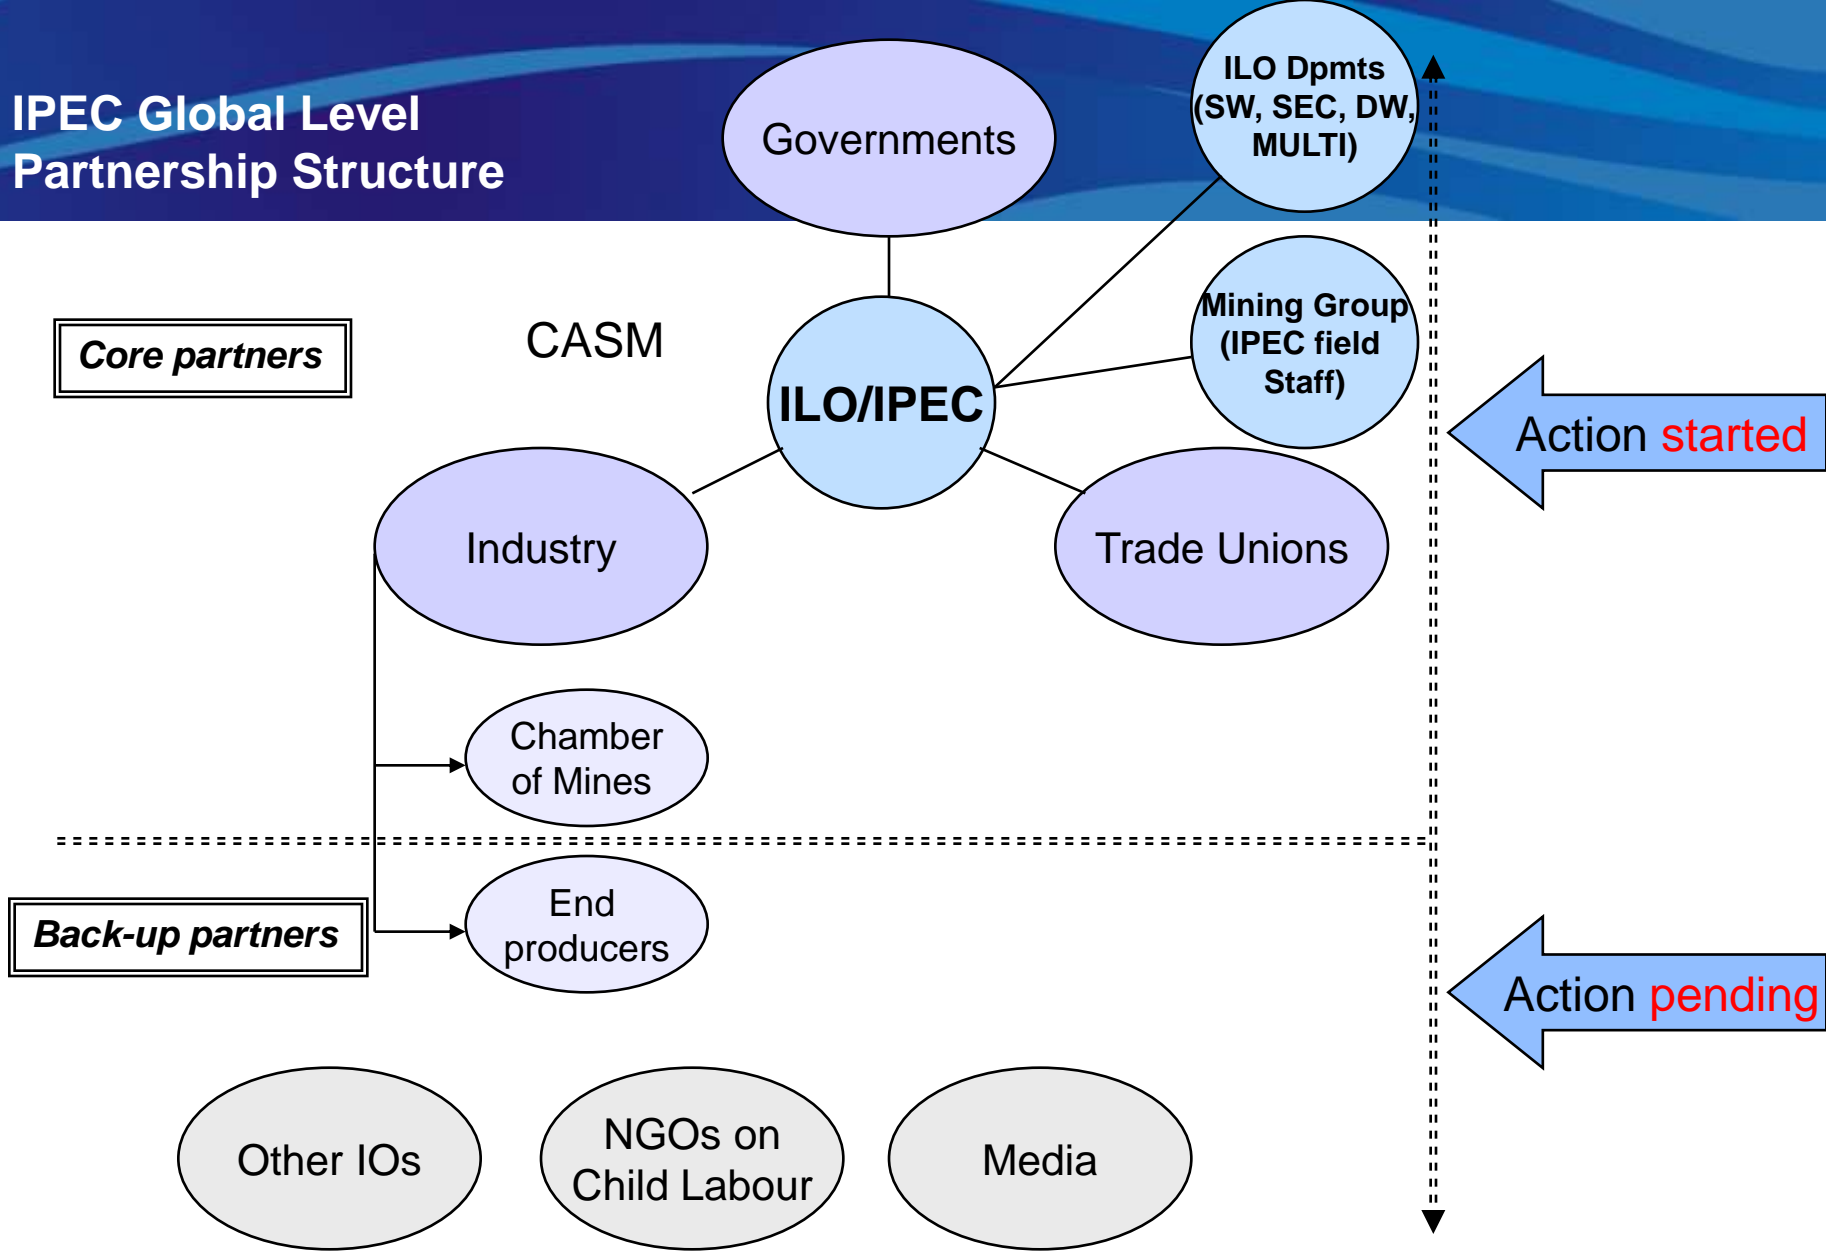 IPEC Global Level
Partnership Structure
Governments
ILO Dpmts
(SW, SEC, DW,
MULTI)
Core partners
CASM
ILO/IPEC
Mining Group
(IPEC field
Staff)
Action started
Industry
Trade Unions
Chamber
of Mines
Back-up partners
End
producers
Action pending
Other IOs
NGOs on
Child Labour
Media